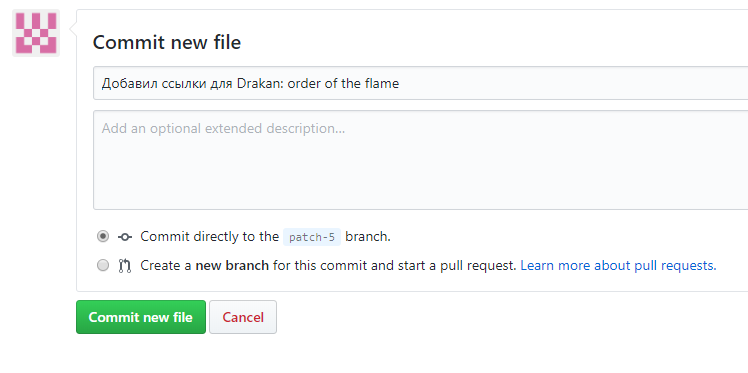 Commit new file
Добавил ссылки для Drakan: order of the flame
Add an optional extended description...
Commit directly to the patch-5 branch.
Create a new branch for this commit and start a pull request. Learn more about pull requests.
Commit new file Cancel